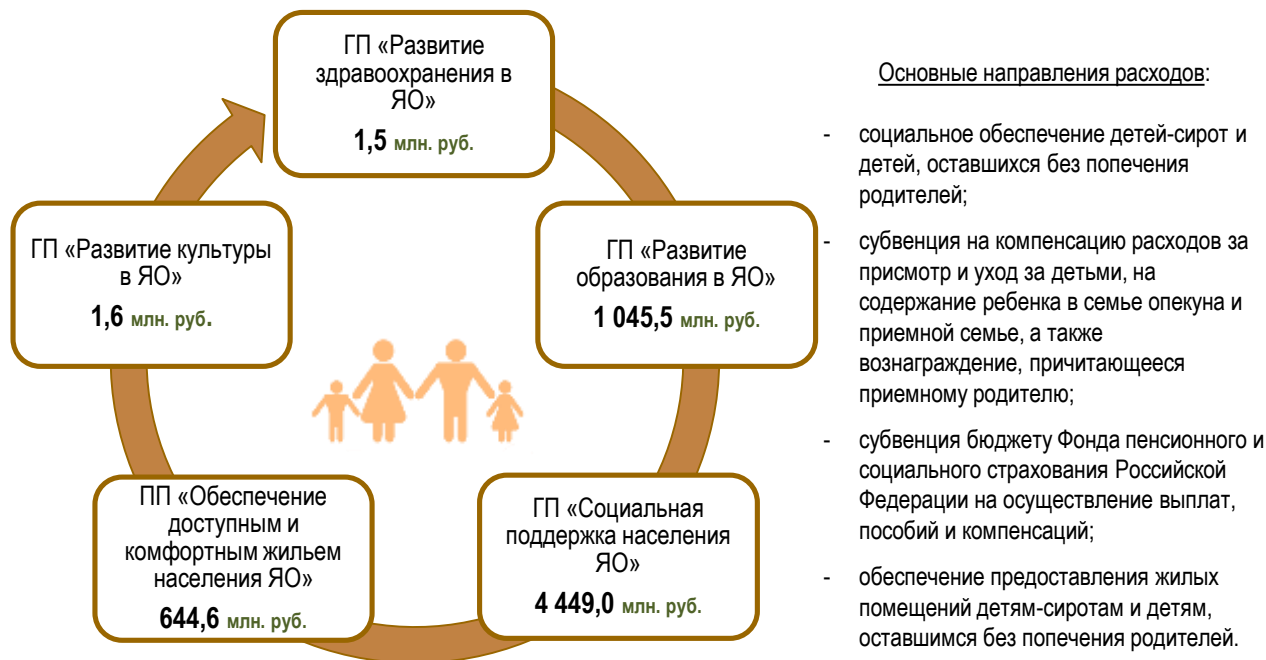 ГП «Развитие
здравоохранения в
ЯО»
1,5 млн. руб.
ГП «Развитие
образования в ЯО»
1 045,5 млн. руб.
ГП «Социальная
поддержка населения
ЯО»
4 449,0 млн. руб.
ПП «Обеспечение
доступным и
комфортным жильем
населения ЯО»
644,6 млн. руб.
ГП «Развитие культуры
в ЯО»
1,6 млн. руб.
Основные направления расходов:
- социальное обеспечение детей-сирот и
детей, оставшихся без попечения
родителей;
- субвенция на компенсацию расходов за
присмотр и уход за детьми, на
содержание ребенка в семье опекуна и
приемной семье, а также
вознаграждение, причитающееся
приемному родителю;
- субвенция бюджету Фонда пенсионного и
социального страхования Российской
Федерации на осуществление выплат,
пособий и компенсаций;
- обеспечение предоставления жилых
помещений детям-сиротам и детям,
оставшимся без попечения родителей.